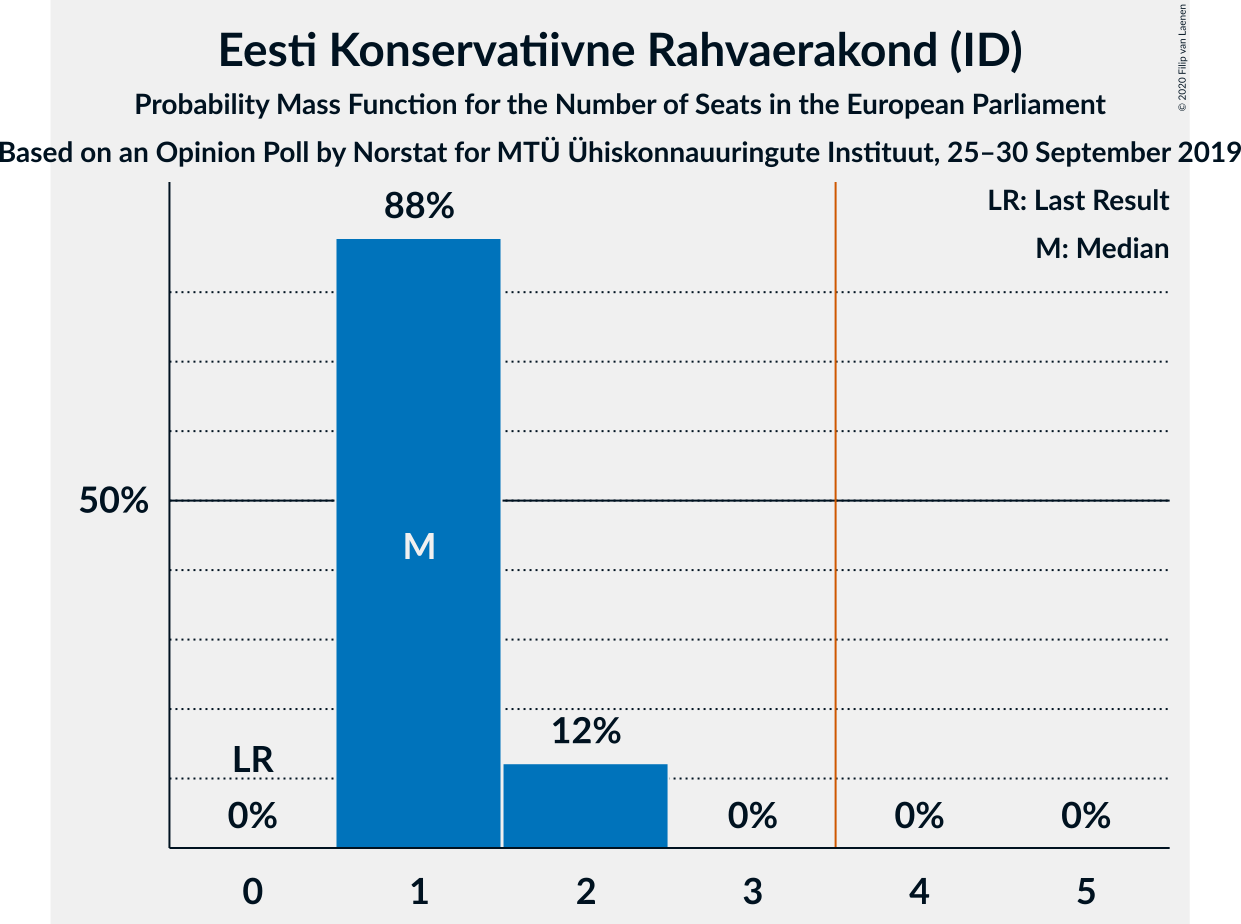 Eesti Konservatiivne Rahvaerakond (ID)
Probability Mass Function for the Number of Seats in the European Parliament
Based on an Opinion Poll by Norstat for MTÜ Ühiskonnauuringute Instituut, 25–30 September 2019
© 2020 Filip van Laenen
LR: Last Result
M: Median
88%
50%
M
12%
LR
0%
0%
0%
0%
0
1
2
3
4
5